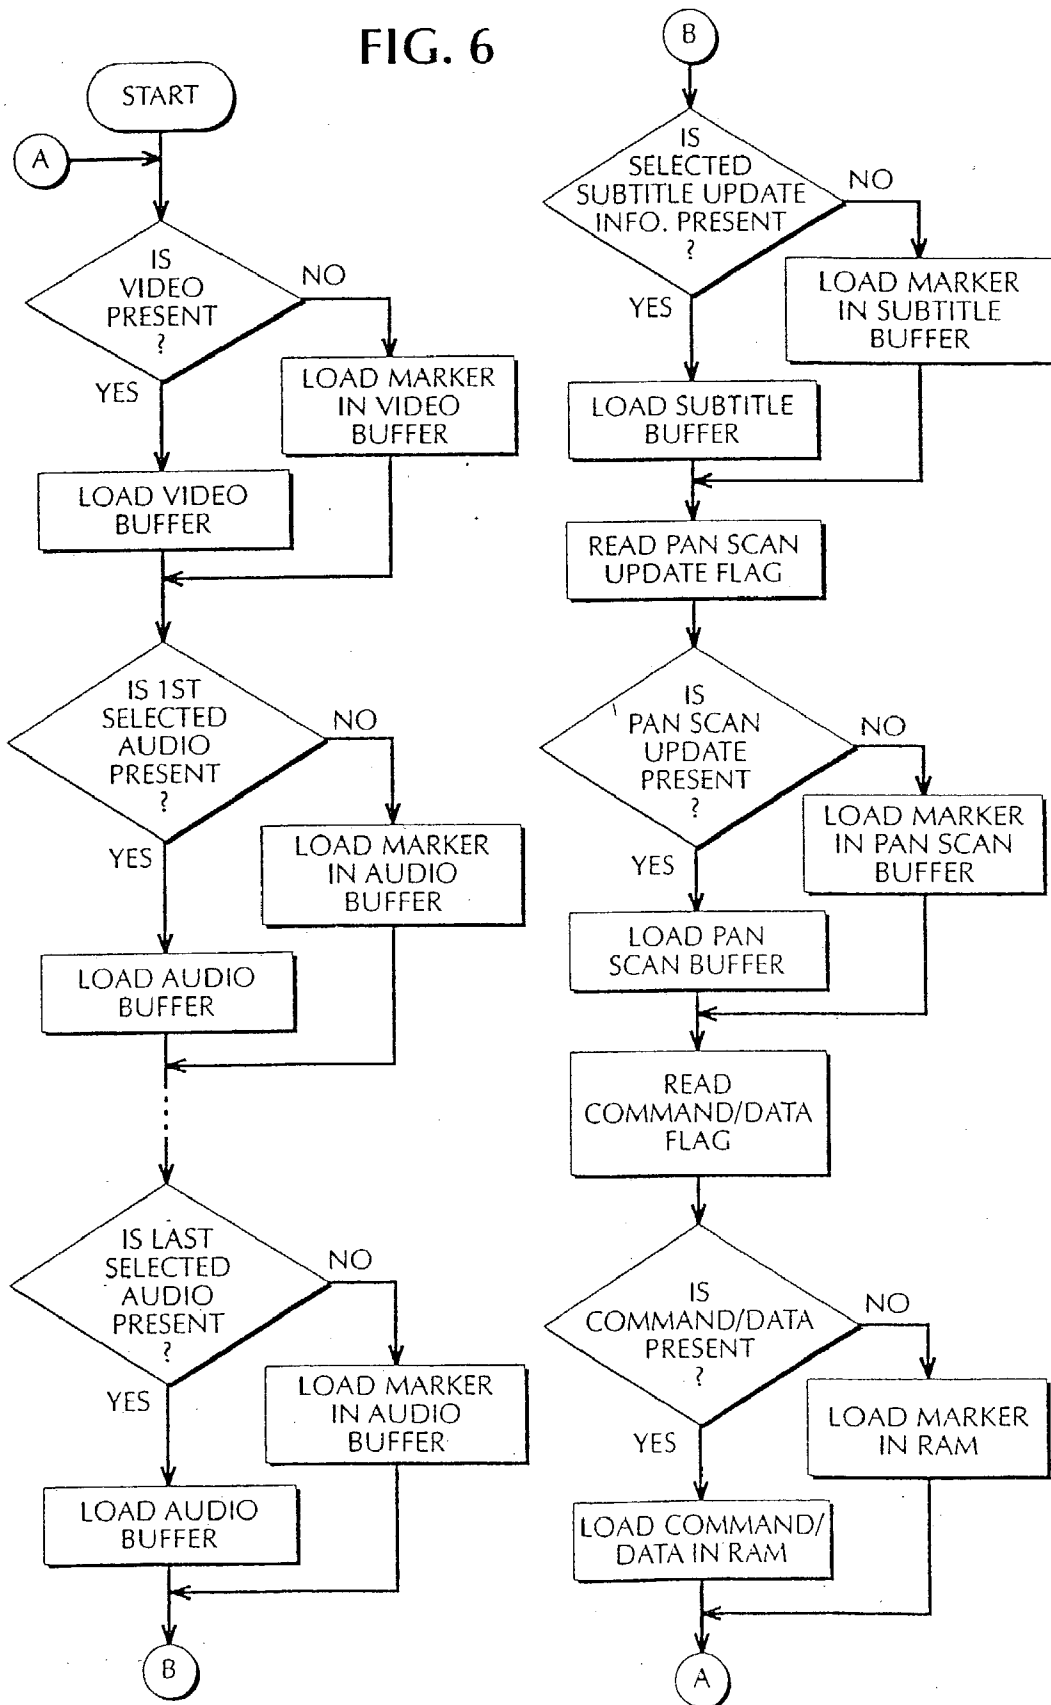 FIG. 6
START
A
IS
VIDEO
PRESENT
?
NO
YES
LOAD MARKER
IN VIDEO
BUFFER
LOAD VIDEO
BUFFER
IS 1ST
SELECTED
AUDIO
PRESENT
?
NO
YES
LOAD MARKER
IN AUDIO
BUFFER
LOAD AUDIO
BUFFER
IS LAST
SELECTED
AUDIO
PRESENT
?
NO
YES
LOAD MARKER
IN AUDIO
BUFFER
LOAD AUDIO
BUFFER
B
B
IS
SELECTED
SUBTITLE UPDATE
INFO. PRESENT
?
NO
YES
LOAD MARKER
IN SUBTITLE
BUFFER
LOAD SUBTITLE
BUFFER
READ PAN SCAN
UPDATE FLAG
IS
PAN SCAN
UPDATE
PRESENT
?
NO
YES
LOAD MARKER
IN PAN SCAN
BUFFER
LOAD PAN
SCAN BUFFER
READ
COMMAND/DATA
FLAG
IS
COMMAND/DATA
PRESENT
?
NO
YES
LOAD MARKER
IN RAM
LOAD COMMAND/
DATA IN RAM
A